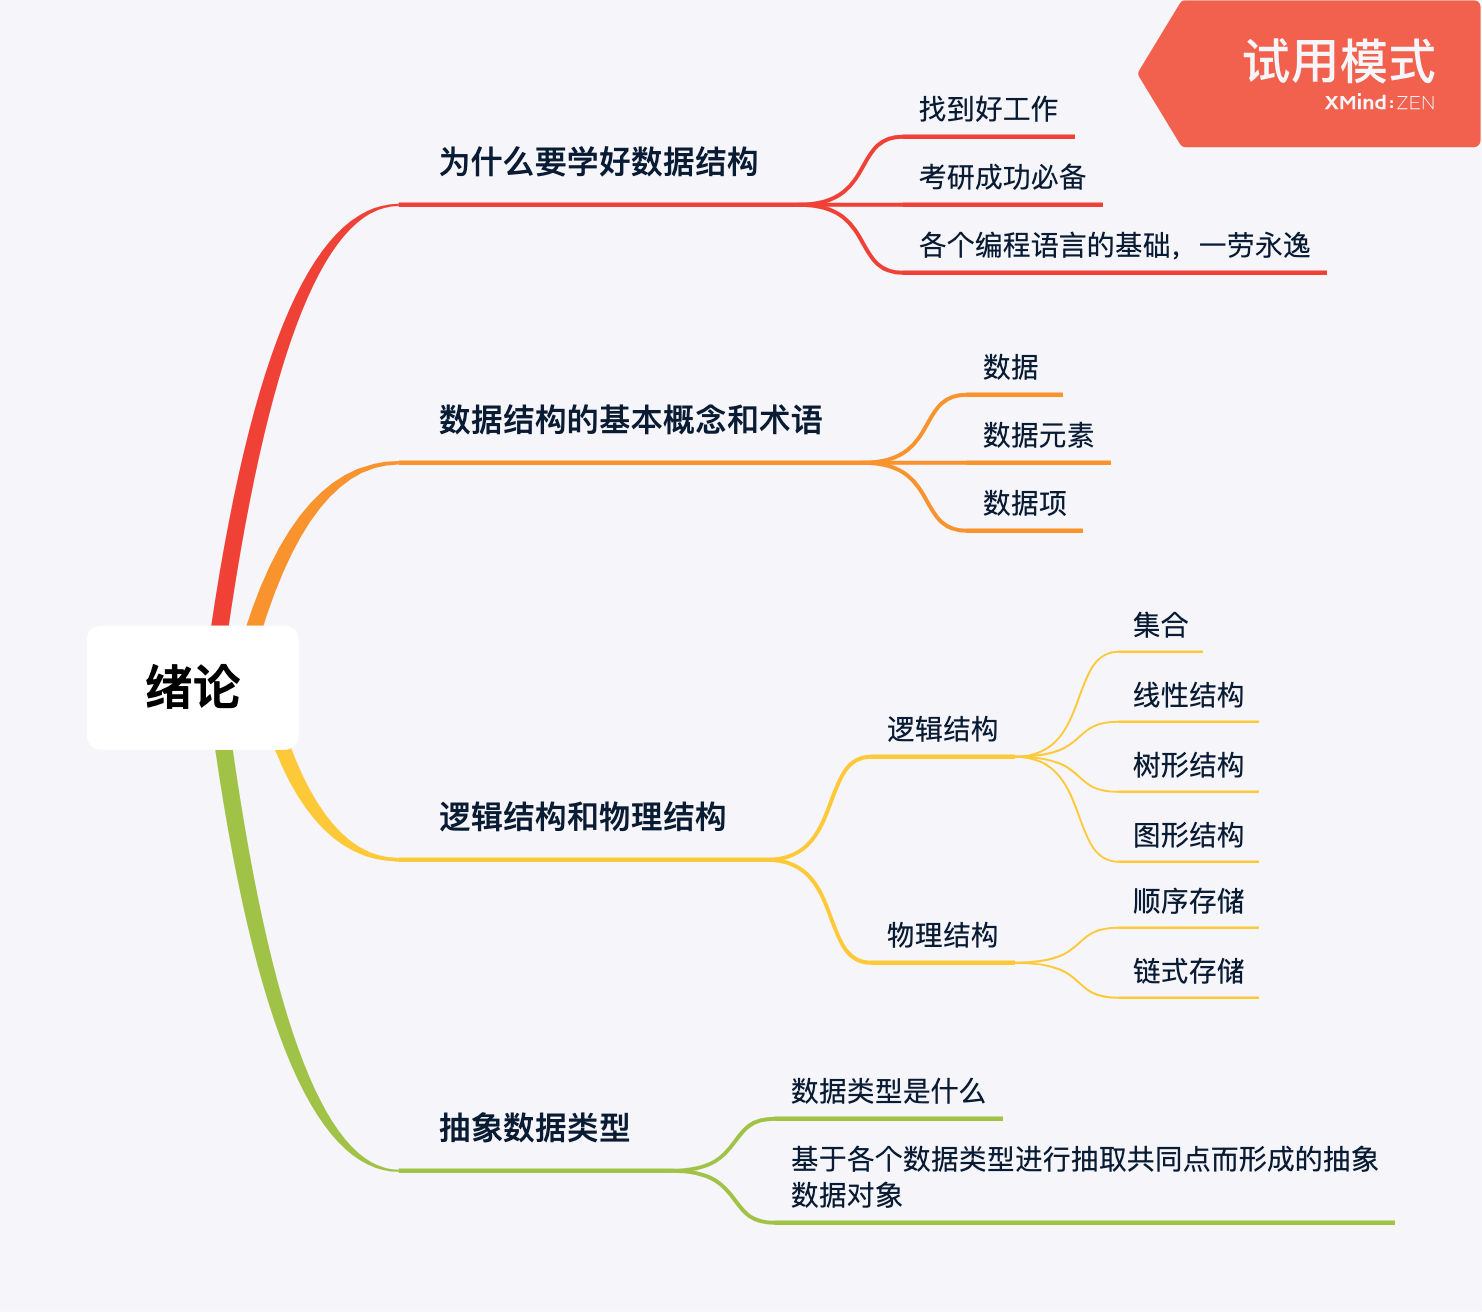 试用模式
XMind:ZEN
绪论
为什么要学好数据结构
找到好工作
考研成功必备
各个编程语言的基础，一劳永逸
数据结构的基本概念和术语
数据
数据元素
数据项
逻辑结构和物理结构
逻辑结构
集合
线性结构
树形结构
图形结构
物理结构
顺序存储
链式存储
抽象数据类型
数据类型是什么
基于各个数据类型进行抽取共同点而形成的抽象
数据对象